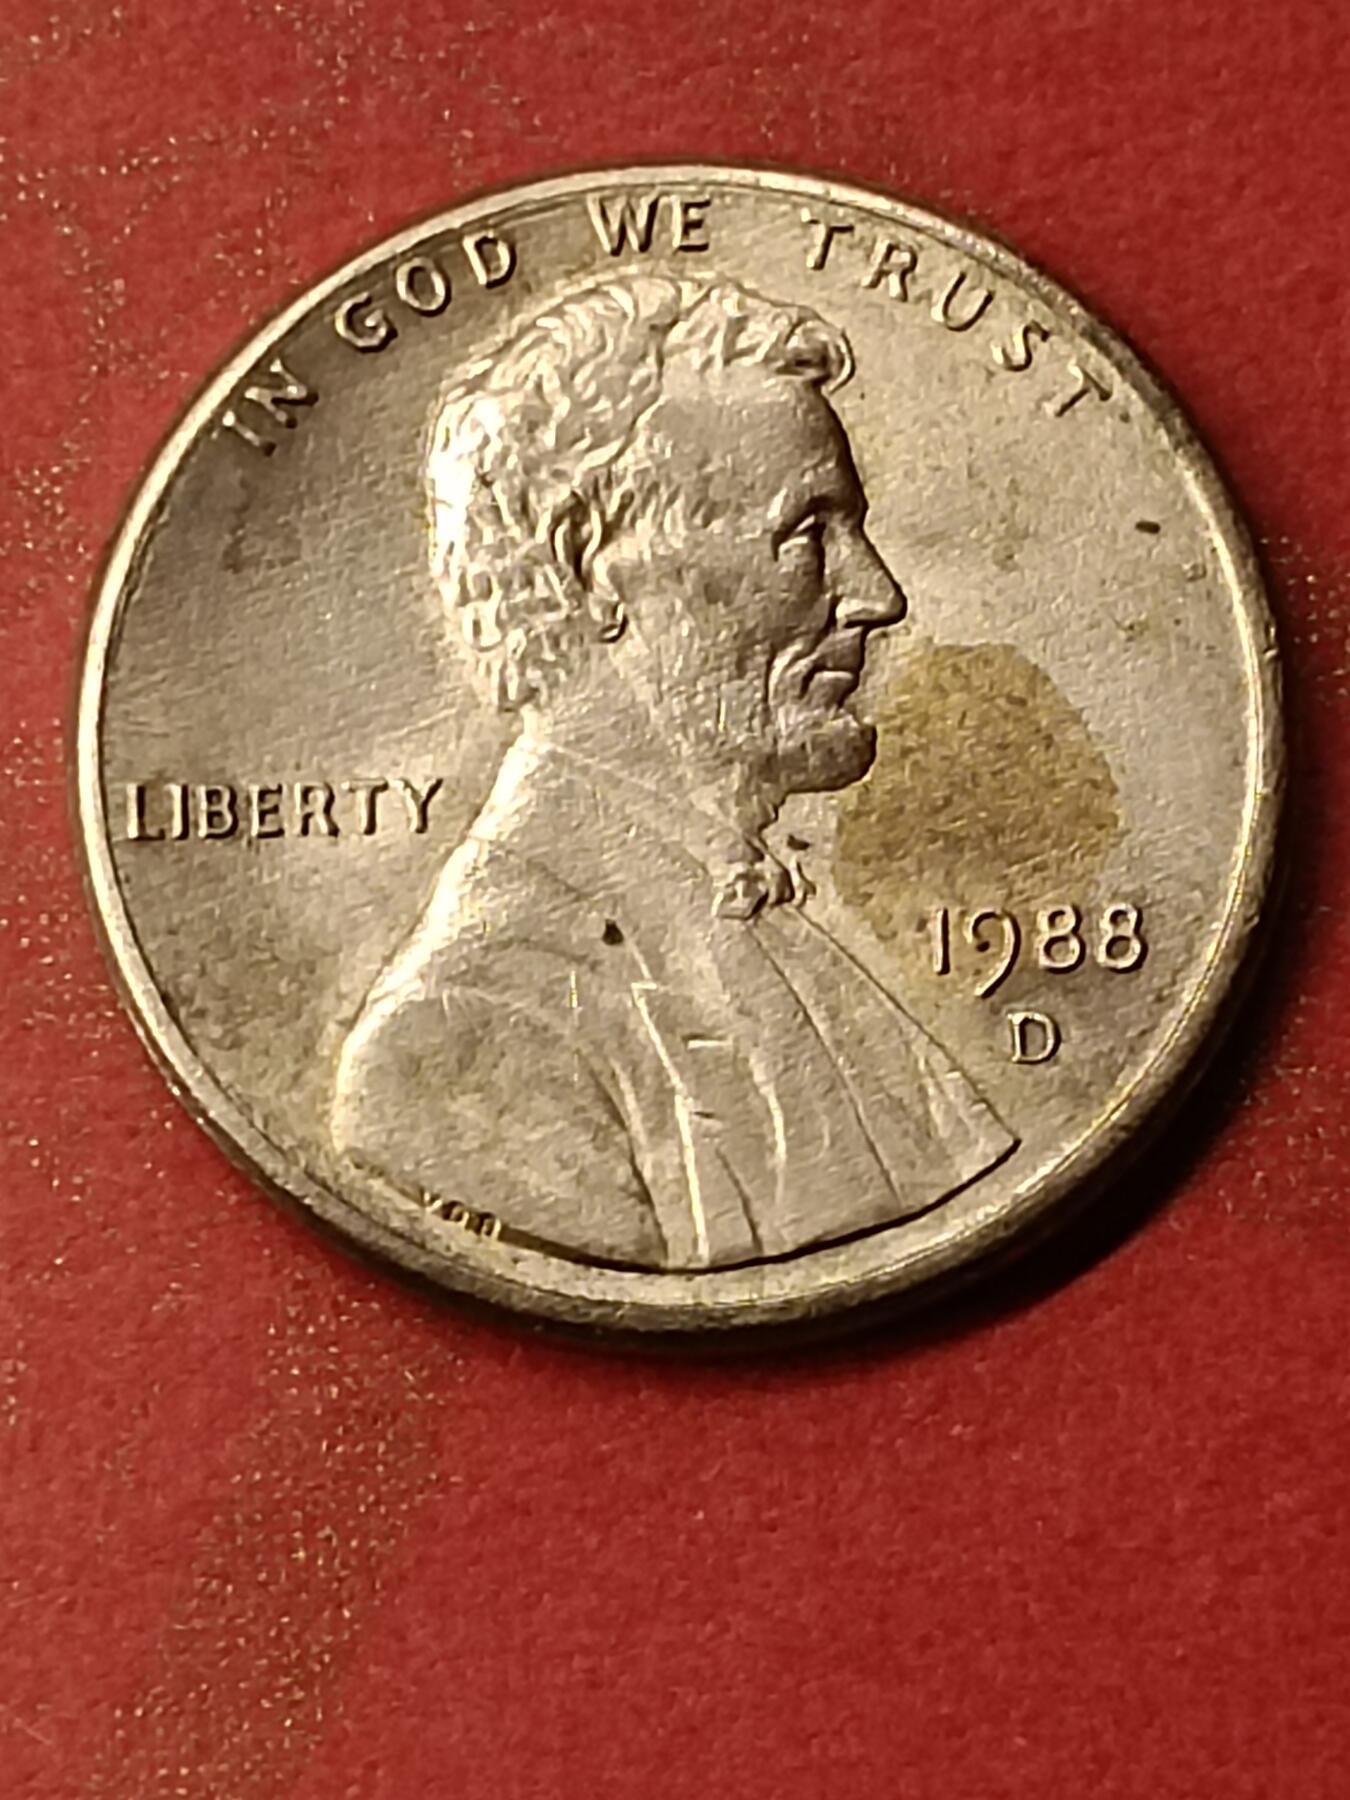 IN GOD WE TRUST
LIBERTY
1988
D